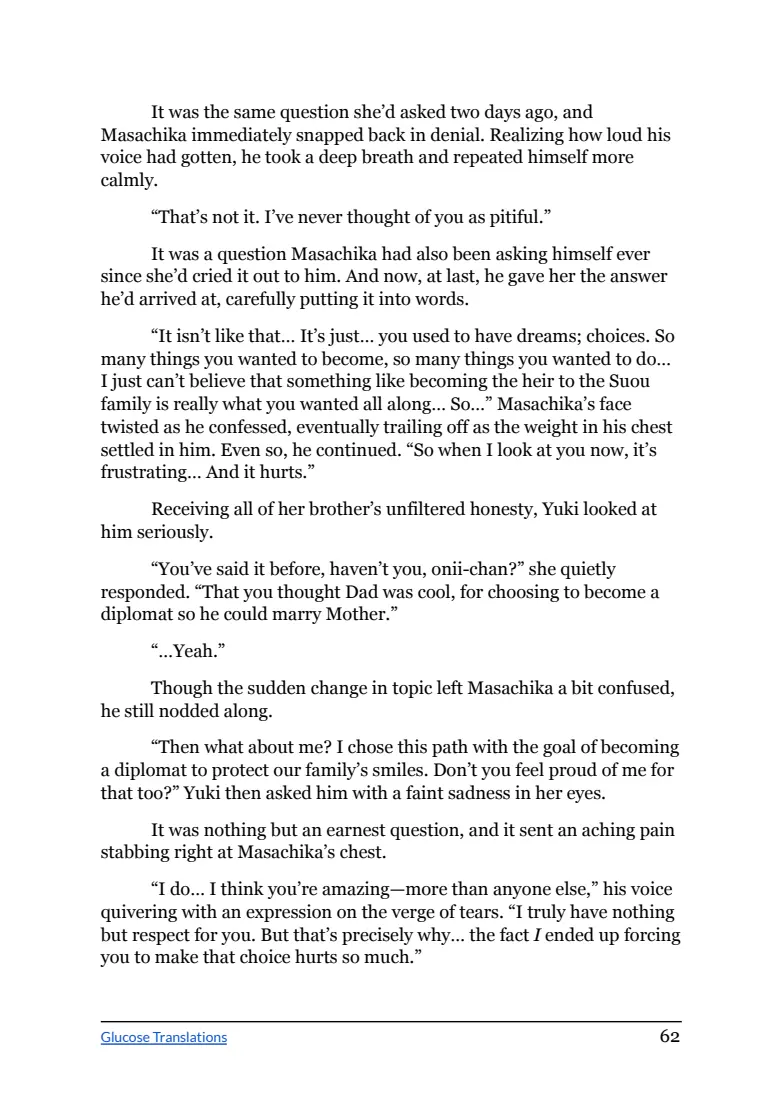 It was the same question she’d asked two days ago, and
Masachika immediately snapped back in denial. Realizing how loud his
voice had gotten, he took a deep breath and repeated himself more
calmly.
“That’s not it. I’ve never thought of you as pitiful.”
It was a question Masachika had also been asking himself ever
since she’d cried it out to him. And now, at last, he gave her the answer
he’d arrived at, carefully putting it into words.
“It isn’t like that… It’s just… you used to have dreams; choices. So
many things you wanted to become, so many things you wanted to do…
I just can’t believe that something like becoming the heir to the Suou
family is really what you wanted all along… So…” Masachika’s face
twisted as he confessed, eventually trailing off as the weight in his chest
settled in him. Even so, he continued. “So when I look at you now, it’s
frustrating… And it hurts.”
Receiving all of her brother’s unfiltered honesty, Yuki looked at
him seriously.
“You’ve said it before, haven’t you, onii-chan?” she quietly
responded. “That you thought Dad was cool, for choosing to become a
diplomat so he could marry Mother.”
“…Yeah.”
Though the sudden change in topic left Masachika a bit confused,
he still nodded along.
“Then what about me? I chose this path with the goal of becoming
a diplomat to protect our family’s smiles. Don’t you feel proud of me for
that too?” Yuki then asked him with a faint sadness in her eyes.
It was nothing but an earnest question, and it sent an aching pain
stabbing right at Masachika’s chest.
“I do… I think you’re amazing—more than anyone else,” his voice
quivering with an expression on the verge of tears. “I truly have nothing
but respect for you. But that’s precisely why… the fact I ended up forcing
you to make that choice hurts so much.”
Glucose Translations
62